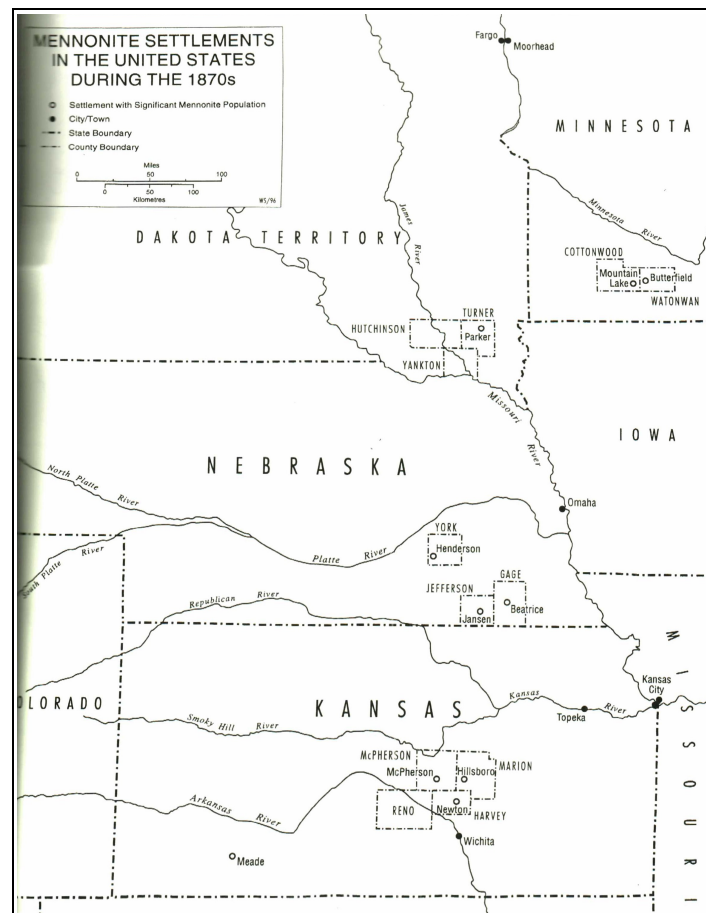 MENNONITE SETTLEMENTS
IN THE UNITED STATES
DURING THE 1870s
Settlement with Significant Mennonite Population
City/Town
State Boundary
County Boundary
Miles
0 50 100
0 50 100
Kilometres
WS/96
Fargo
Moorhead
MINNESOTA
Minnesota River
DAKOTA TERRITORY
James River
COTTONWOOD
Mountain
Lake
Butterfield
WATONWAN
TURNER
HUTCHINSON
Parker
YANKTON
Missouri River
IOWA
NEBRASKA
North Platte River
Omaha
YORK
Henderson
Platte River
South Platte River
GAGE
JEFFERSON
Beatrice
Jansen
Republican River
MISSOURI
Kansas
City
OLORADO
KANSAS
Kansas River
Topeka
Smoky Hill River
McPHERSON
MARION
McPherson
Hillsboro
Arkansas River
RENO
Newton
HARVEY
Wichita
Meade